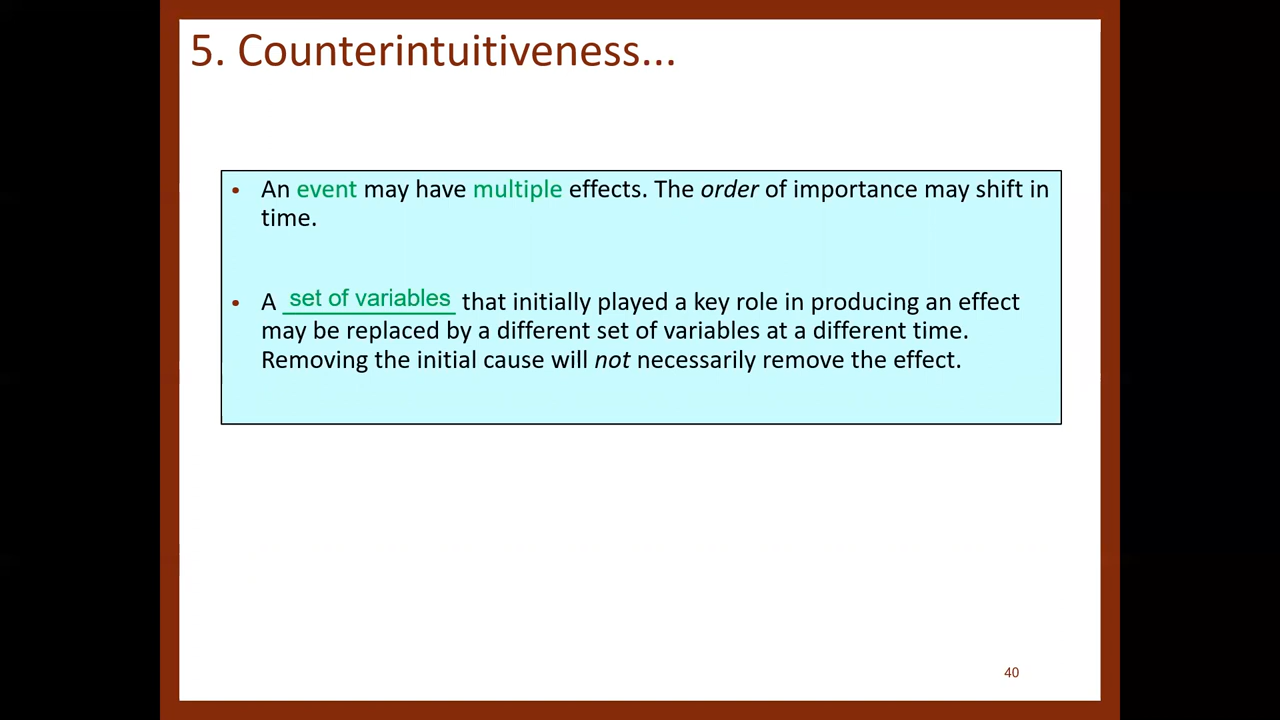 5. Counterintuitiveness...
• An event may have multiple effects. The order of importance may shift in
time.
• A set of variables that initially played a key role in producing an effect
may be replaced by a different set of variables at a different time.
Removing the initial cause will not necessarily remove the effect.
40